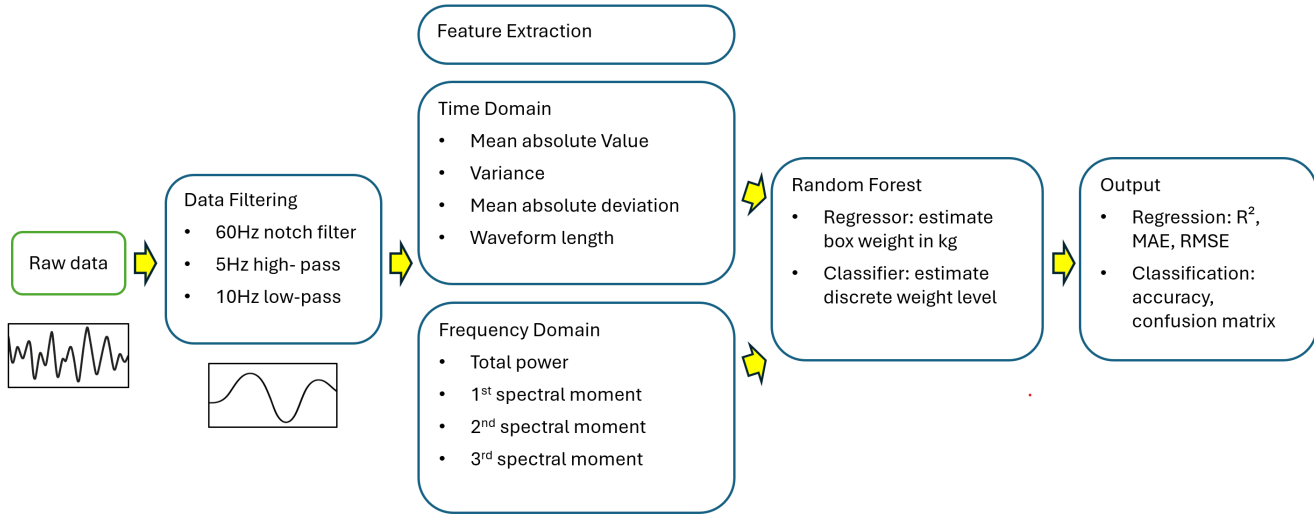 Raw data
Data Filtering
• 60Hz notch filter
• 5Hz high- pass
• 10Hz low-pass
Feature Extraction
Time Domain
• Mean absolute Value
• Variance
• Mean absolute deviation
• Waveform length
Frequency Domain
• Total power
• 1st spectral moment
• 2nd spectral moment
• 3rd spectral moment
Random Forest
• Regressor: estimate
box weight in kg
• Classifier: estimate
discrete weight level
Output
• Regression: R²,
MAE, RMSE
• Classification:
accuracy,
confusion matrix